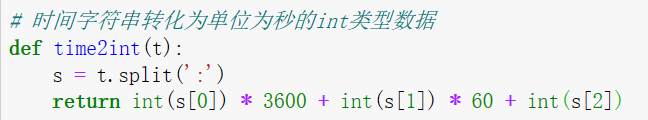 # 时间字符串转化为单位为秒的int类型数据
def time2int(t):
    s = t.split(':')
    return int(s[0]) * 3600 + int(s[1]) * 60 + int(s[2])